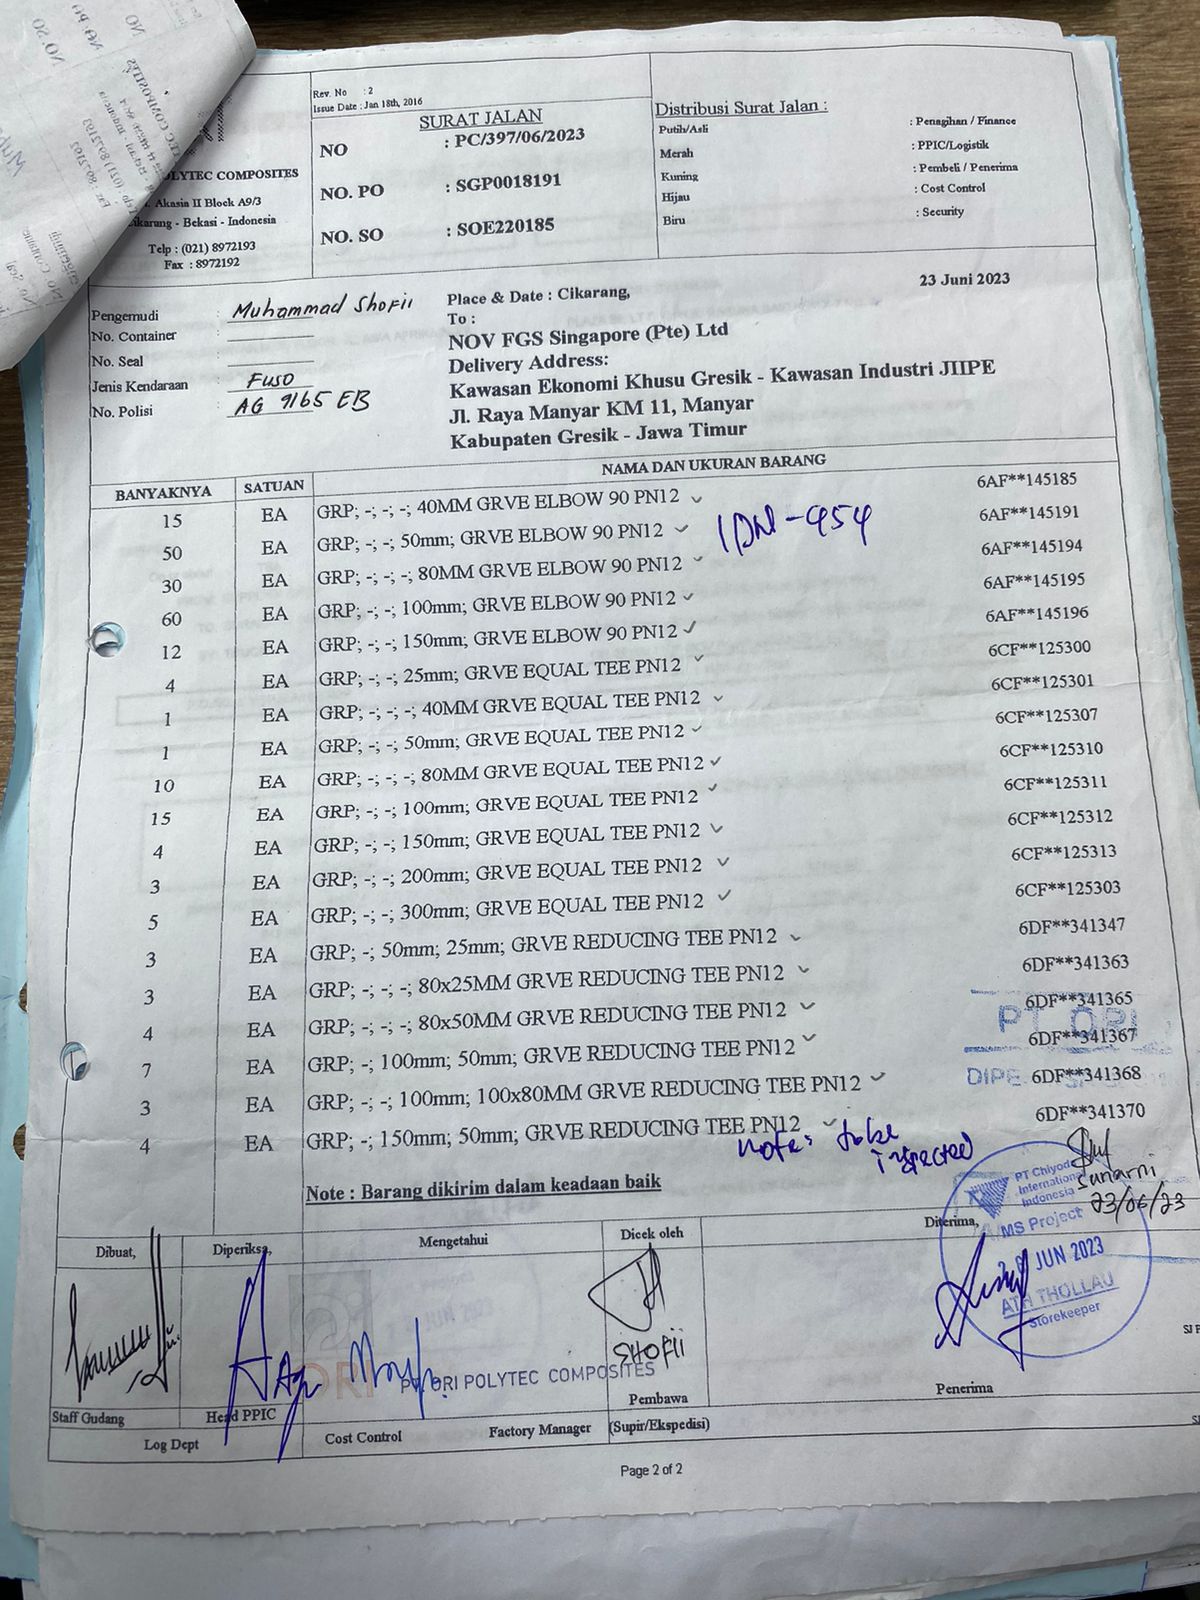 Rev. No : 2
Issue Date : Jan 18th, 2016
SURAT JALAN
NO : PC/397/06/2023
NO. PO : SGP0018191
NO. SO : SOE220185
Distribusi Surat Jalan :
Putih/Asli : Penagihan / Finance
Merah : PPIC/Logistik
Kuning : Pembeli / Penerima
Hijau : Cost Control
Biru : Security
POLYTEC COMPOSITES
Akasia II Block A9/3
Cikarung - Bekasi - Indonesia
Telp : (021) 8972193
Fax : 8972192
Pengemudi : Muhammad Shofii
No. Container :
No. Seal :
Jenis Kendaraan : Fuso
No. Polisi : AG 9165 EB
Place & Date : Cikarang, 23 Juni 2023
To :
NOV FGS Singapore (Pte) Ltd
Delivery Address:
Kawasan Ekonomi Khusu Gresik - Kawasan Industri JIIPE
Jl. Raya Manyar KM 11, Manyar
Kabupaten Gresik - Jawa Timur
BANYAKNYA SATUAN NAMA DAN UKURAN BARANG
15 EA GRP; -; -; -; 40MM GRVE ELBOW 90 PN12 6AF**145185
50 EA GRP; -; -; 50mm; GRVE ELBOW 90 PN12 6AF**145191
IDN-954
30 EA GRP; -; -; -; 80MM GRVE ELBOW 90 PN12 6AF**145194
60 EA GRP; -; -; 100mm; GRVE ELBOW 90 PN12 6AF**145195
12 EA GRP; -; -; 150mm; GRVE ELBOW 90 PN12 6AF**145196
4 EA GRP; -; -; 25mm; GRVE EQUAL TEE PN12 6CF**125300
1 EA GRP; -; -; -; 40MM GRVE EQUAL TEE PN12 6CF**125301
1 EA GRP; -; -; 50mm; GRVE EQUAL TEE PN12 6CF**125307
10 EA GRP; -; -; -; 80MM GRVE EQUAL TEE PN12 6CF**125310
15 EA GRP; -; -; 100mm; GRVE EQUAL TEE PN12 6CF**125311
4 EA GRP; -; -; 150mm; GRVE EQUAL TEE PN12 6CF**125312
3 EA GRP; -; -; 200mm; GRVE EQUAL TEE PN12 6CF**125313
5 EA GRP; -; -; 300mm; GRVE EQUAL TEE PN12 6CF**125303
3 EA GRP; -; 50mm; 25mm; GRVE REDUCING TEE PN12 6DF**341347
3 EA GRP; -; -; -; 80x25MM GRVE REDUCING TEE PN12 6DF**341363
4 EA GRP; -; -; -; 80x50MM GRVE REDUCING TEE PN12 6DF**341365
7 EA GRP; -; 100mm; 50mm; GRVE REDUCING TEE PN12 6DF**341367
3 EA GRP; -; -; 100mm; 100x80MM GRVE REDUCING TEE PN12 6DF**341368
4 EA GRP; -; 150mm; 50mm; GRVE REDUCING TEE PN12 6DF**341370
PT ORI
DIPE
Note: to be
inspected
Note : Barang dikirim dalam keadaan baik
PT Chiyoda
International
Indonesia
MS Project
JUN 2023
ATH THOLLAU
Storekeeper
Sunarni
23/06/23
Dibuat, Diperiksa, Mengetahui Dicek oleh Diterima,
SHOFII
ORI PT ORI POLYTEC COMPOSITES
Staff Gudang Head PPIC Pembawa Penerima
Log Dept Cost Control Factory Manager (Supir/Ekspedisi)
Page 2 of 2